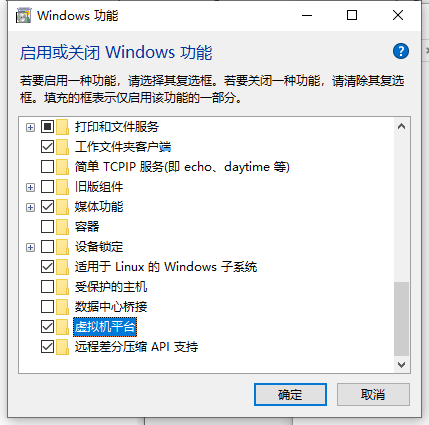 Windows 功能
启用或关闭 Windows 功能
若要启用一种功能，请选择其复选框。若要关闭一种功能，请清除其复选
框。填充的框表示仅启用该功能的一部分。
打印和文件服务
工作文件夹客户端
简单 TCPIP 服务(即 echo、daytime 等)
旧版组件
媒体功能
容器
设备锁定
适用于 Linux 的 Windows 子系统
受保护的主机
数据中心桥接
虚拟机平台
远程差分压缩 API 支持
确定
取消